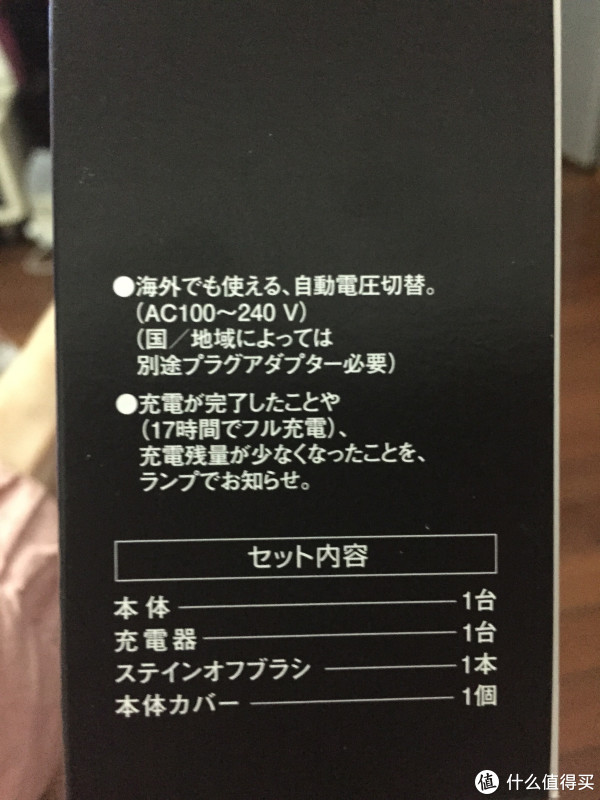 ●海外でも使える、自動電圧切替。
(AC100～240 V)
(国／地域によっては
別途プラグアダプター必要)
●充電が完了したことや
(17時間でフル充電)、
充電残量が少なくなったことを、
ランプでお知らせ。
セット内容
本体 1台
充電器 1台
ステインオフブラシ 1本
本体カバー 1個
值 什么值得买